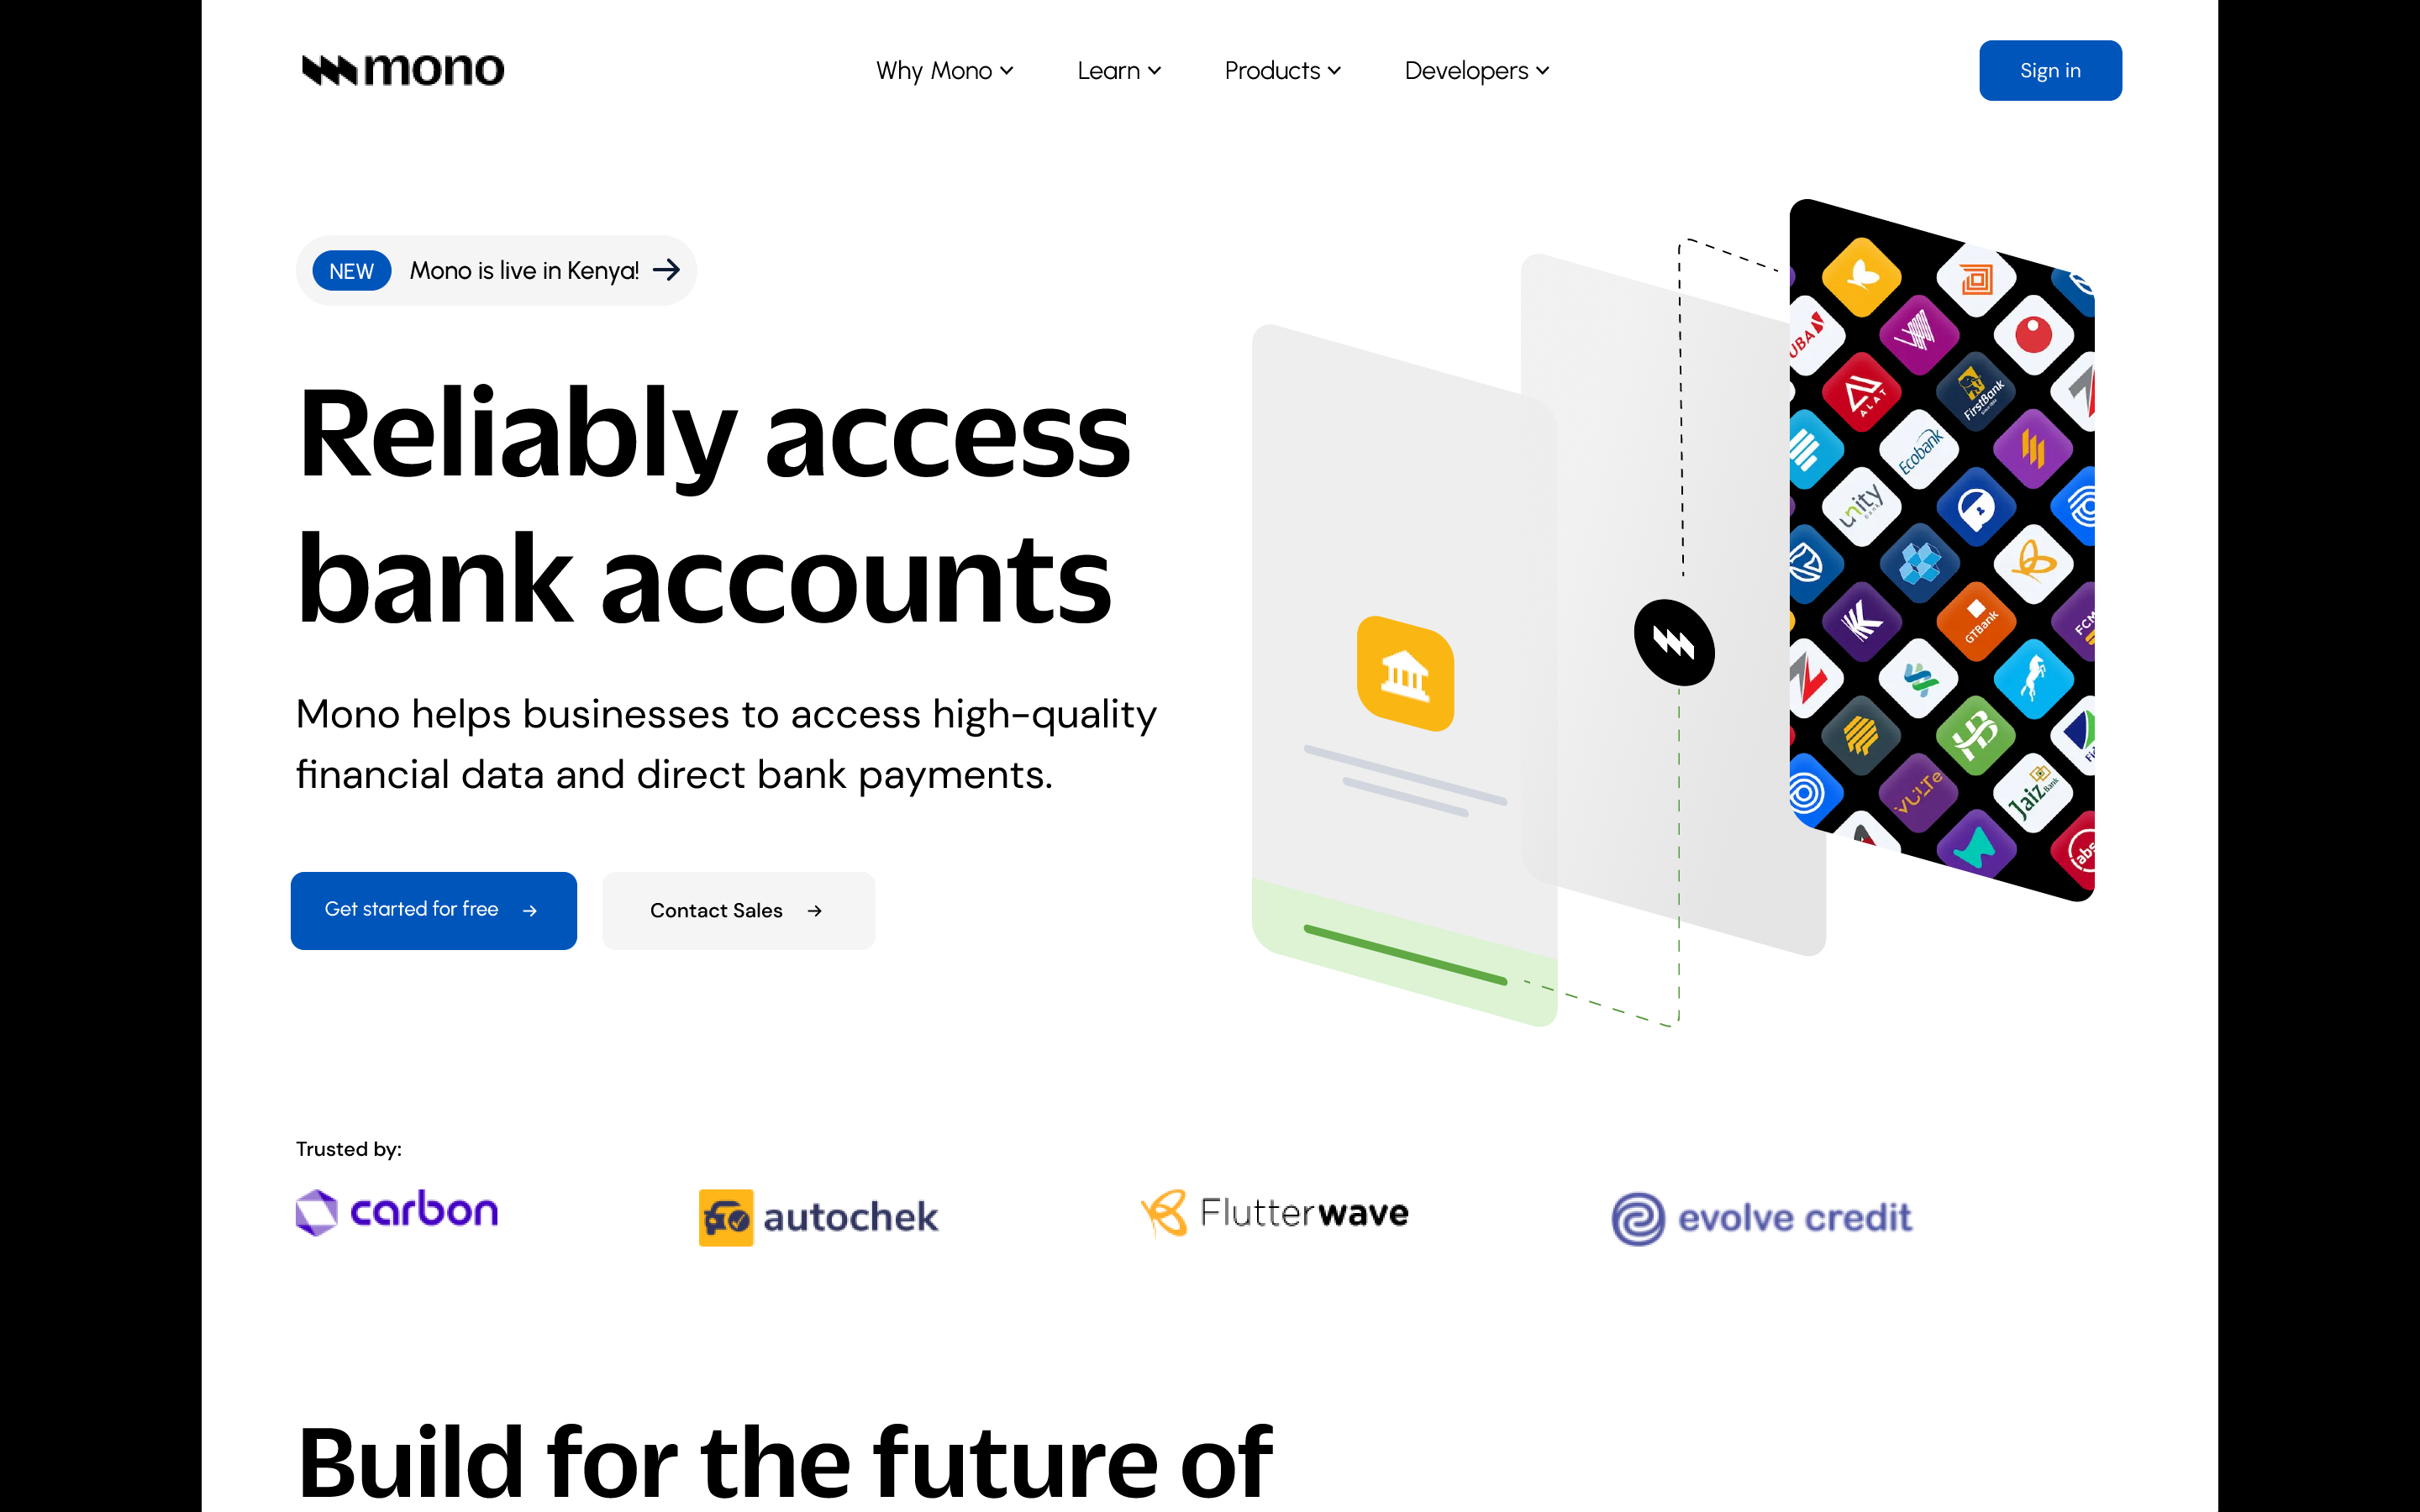 mono
Why Mono
Learn
Products
Developers
Sign in
NEW Mono is live in Kenya!
Reliably access
bank accounts
Mono helps businesses to access high-quality
financial data and direct bank payments.
Get started for free
Contact Sales
UBA
ALAT
FirstBank
Ecobank
unity
GTBank
FCM
Jaiz Bank
abs
Trusted by:
carbon
autochek
Flutterwave
evolve credit
Build for the future of